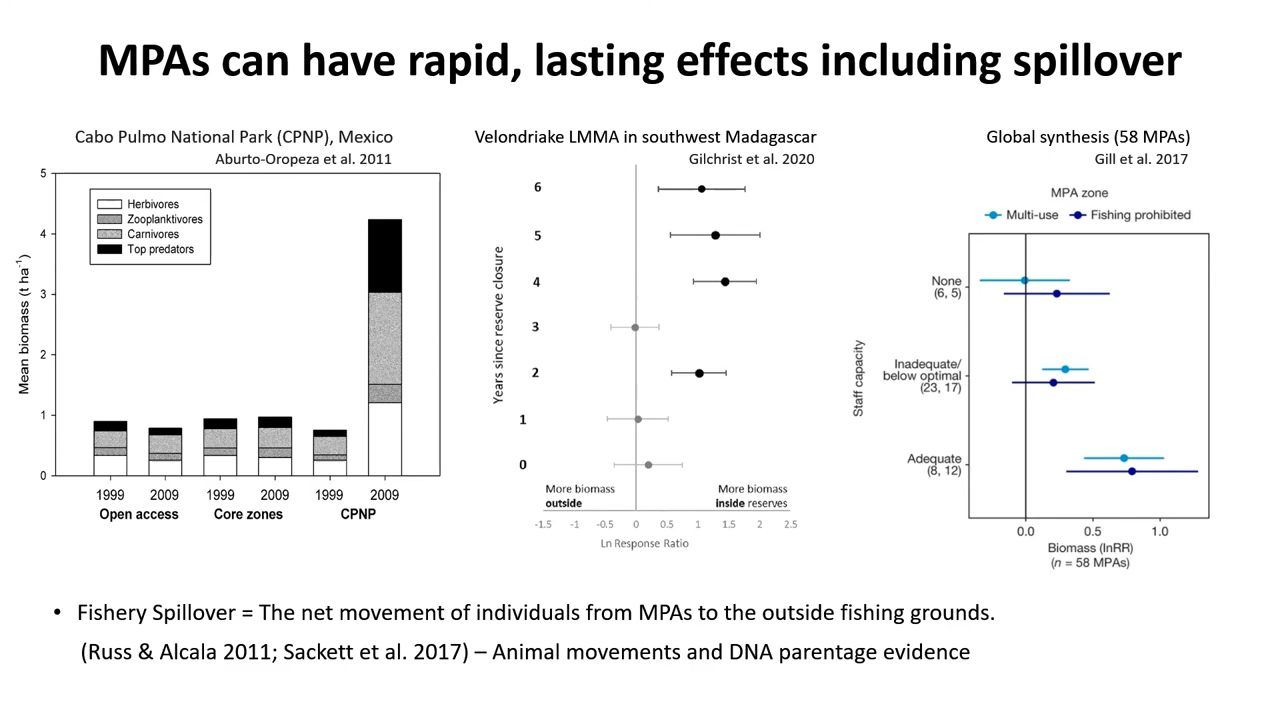 MPAs can have rapid, lasting effects including spillover
Cabo Pulmo National Park (CPNP), Mexico
Aburto-Oropeza et al. 2011
Mean biomass (t ha⁻¹)
5
4
3
2
1
0
Herbivores
Zooplanktivores
Carnivores
Top predators
1999 2009 1999 2009 1999 2009
Open access Core zones CPNP
Velondriake LMMA in southwest Madagascar
Gilchrist et al. 2020
Years since reserve closure
6
5
4
3
2
1
0
More biomass outside
More biomass inside reserves
-1.5 -1 -0.5 0 0.5 1 1.5 2 2.5
Ln Response Ratio
Global synthesis (58 MPAs)
Gill et al. 2017
MPA zone
Multi-use Fishing prohibited
Staff capacity
None
(6, 5)
Inadequate/
below optimal
(23, 17)
Adequate
(8, 12)
0.0 0.5 1.0
Biomass (lnRR)
(n = 58 MPAs)
• Fishery Spillover = The net movement of individuals from MPAs to the outside fishing grounds.
(Russ & Alcala 2011; Sackett et al. 2017) – Animal movements and DNA parentage evidence